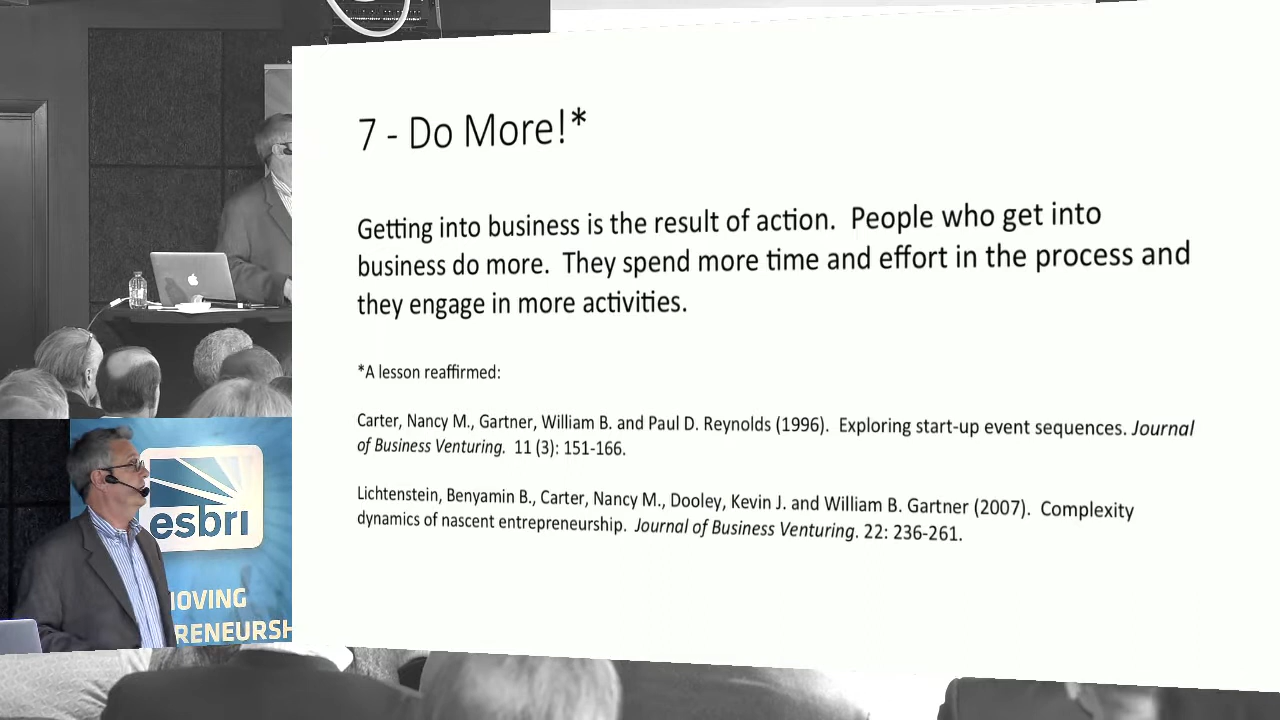 7 - Do More!*
Getting into business is the result of action. People who get into
business do more. They spend more time and effort in the process and
they engage in more activities.
*A lesson reaffirmed:
Carter, Nancy M., Gartner, William B. and Paul D. Reynolds (1996). Exploring start-up event sequences. Journal
of Business Venturing. 11 (3): 151-166.
Lichtenstein, Benyamin B., Carter, Nancy M., Dooley, Kevin J. and William B. Gartner (2007). Complexity
dynamics of nascent entrepreneurship. Journal of Business Venturing. 22: 236-261.
esbri
OVING
RENEURSH